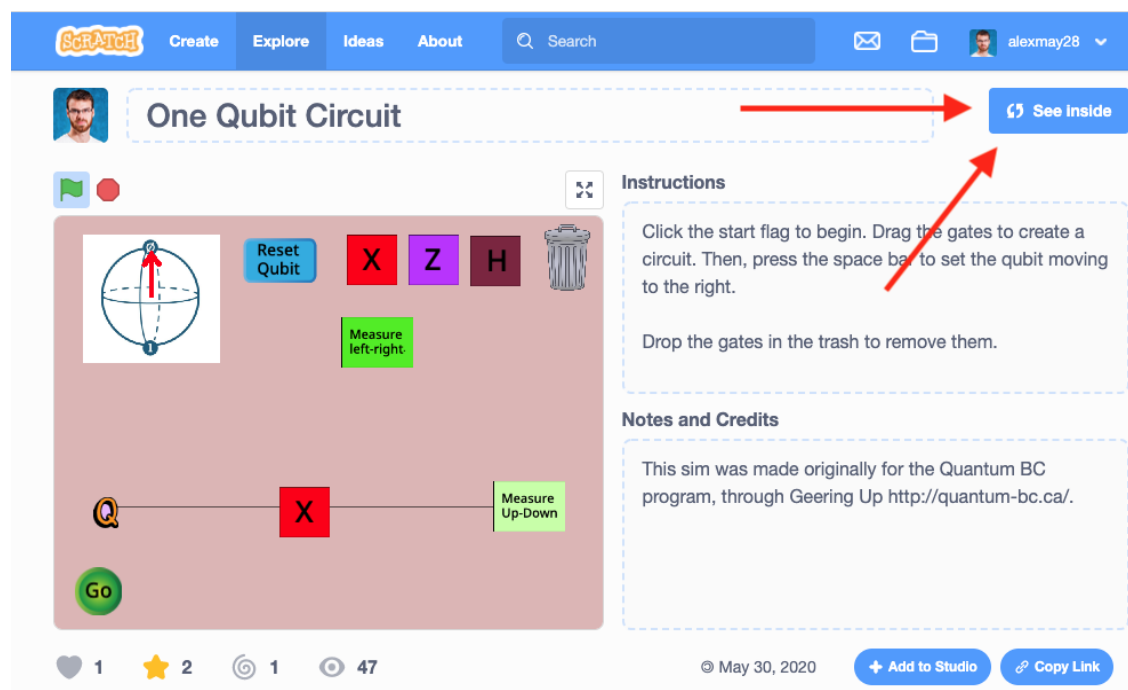 SCRATCH Create Explore Ideas About Search alexmay28
One Qubit Circuit
See inside
0
1
Reset
Qubit
X Z H
Measure
left-right
Q
X
Measure
Up-Down
Go
Instructions
Click the start flag to begin. Drag the gates to create a
circuit. Then, press the space bar to set the qubit moving
to the right.
Drop the gates in the trash to remove them.
Notes and Credits
This sim was made originally for the Quantum BC
program, through Geering Up http://quantum-bc.ca/.
1 2 1 47
May 30, 2020
Add to Studio
Copy Link